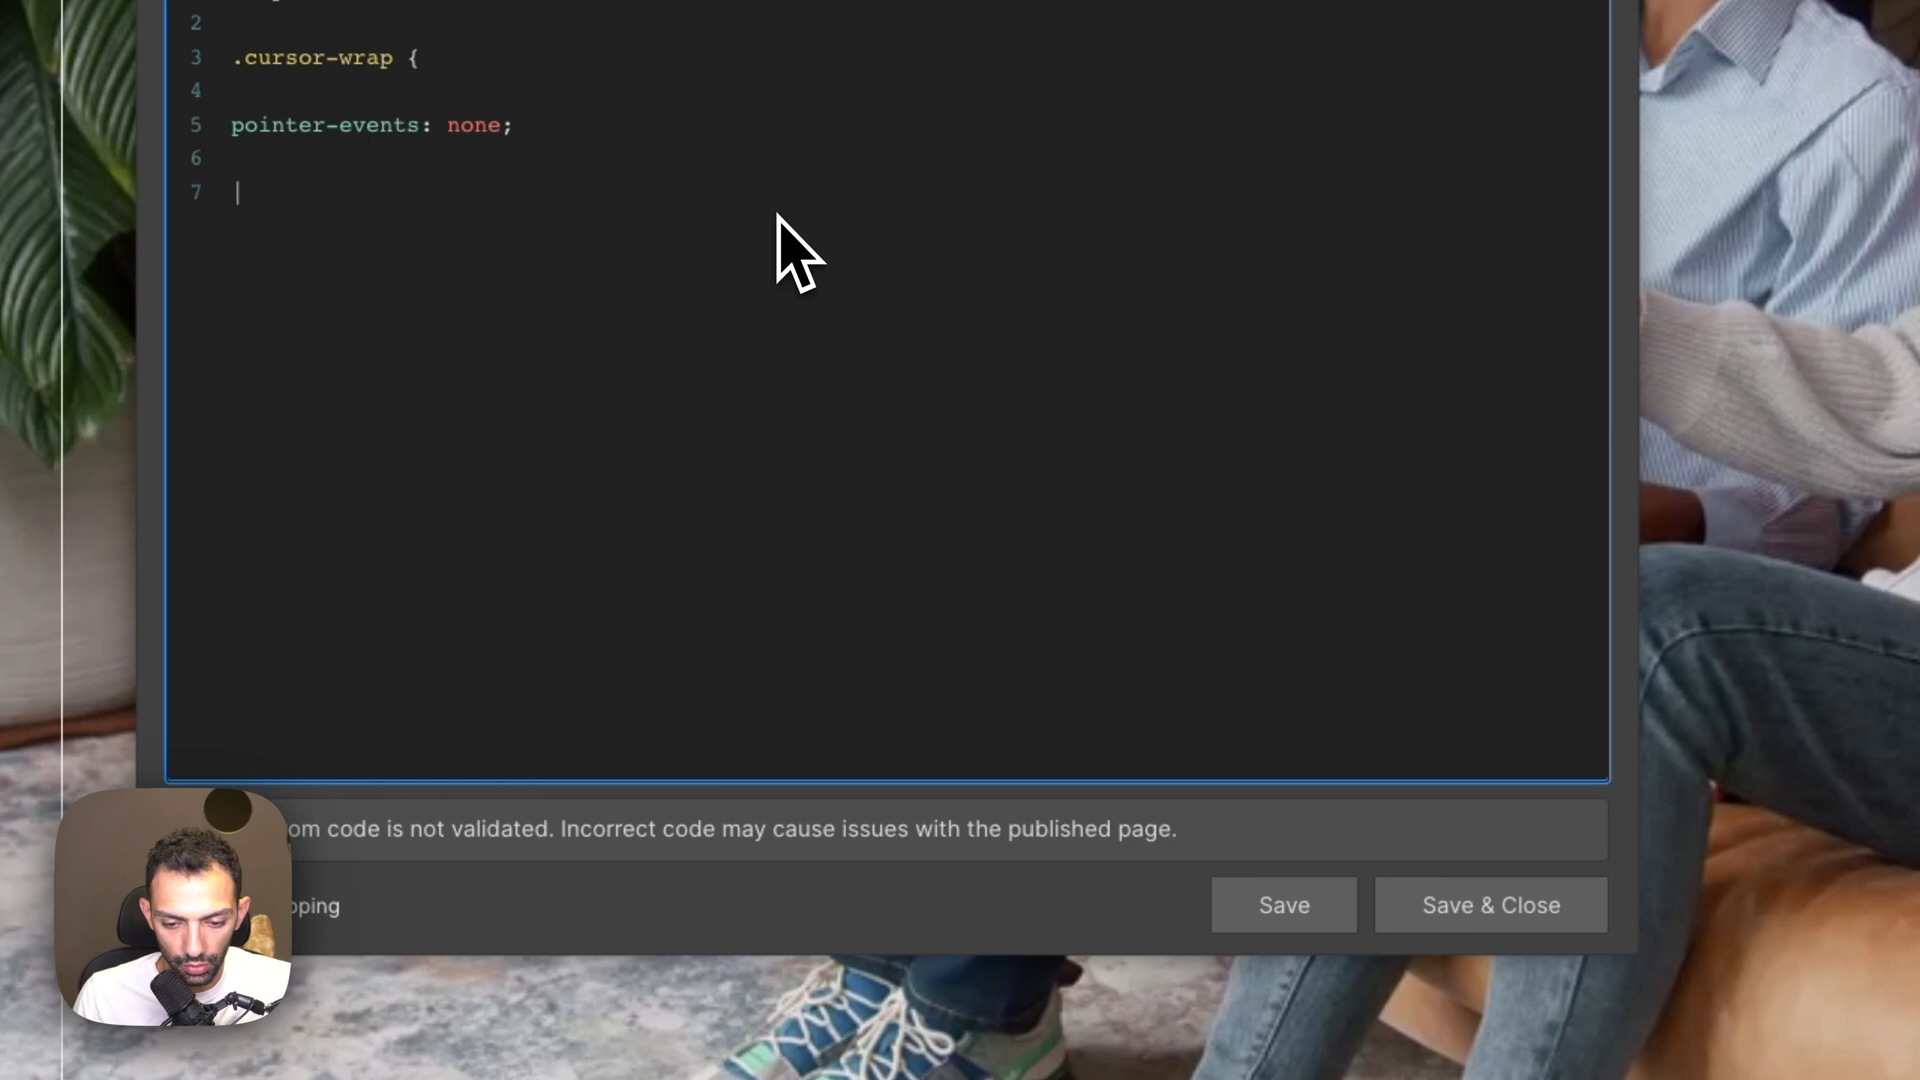 2
3 .cursor-wrap {
4
5 pointer-events: none;
6
7
om code is not validated. Incorrect code may cause issues with the published page.
pping
Save
Save & Close